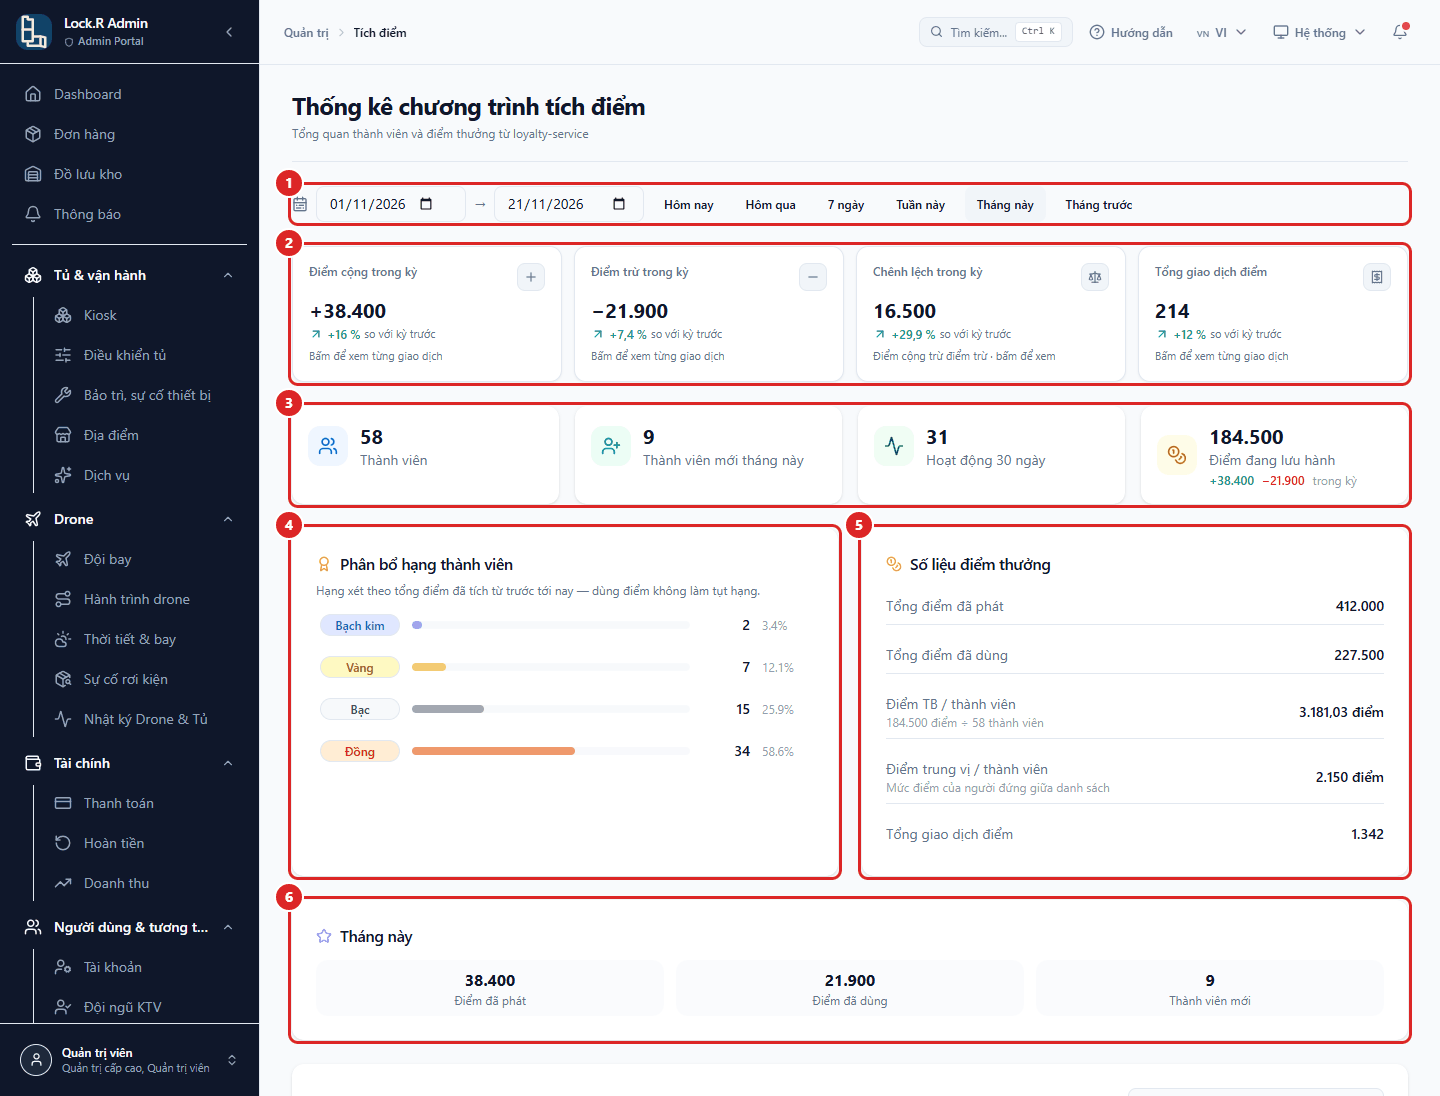 Lock.R Admin
Admin Portal
Dashboard
Đơn hàng
Đồ lưu kho
Thông báo
Tủ & vận hành
Kiosk
Điều khiển tủ
Bảo trì, sự cố thiết bị
Địa điểm
Dịch vụ
Drone
Đội bay
Hành trình drone
Thời tiết & bay
Sự cố rơi kiện
Nhật ký Drone & Tủ
Tài chính
Thanh toán
Hoàn tiền
Doanh thu
Người dùng & tương t...
Tài khoản
Đội ngũ KTV
Quản trị viên
Quản trị cấp cao, Quản trị viên
Quản trị > Tích điểm
Tìm kiếm... Ctrl K
Hướng dẫn
VN VI
Hệ thống
Thống kê chương trình tích điểm
Tổng quan thành viên và điểm thưởng từ loyalty-service
1
01/11/2026 → 21/11/2026 Hôm nay Hôm qua 7 ngày Tuần này Tháng này Tháng trước
2
Điểm cộng trong kỳ
+38.400
+16 % so với kỳ trước
Bấm để xem từng giao dịch
Điểm trừ trong kỳ
−21.900
+7,4 % so với kỳ trước
Bấm để xem từng giao dịch
Chênh lệch trong kỳ
16.500
+29,9 % so với kỳ trước
Điểm cộng trừ điểm trừ · bấm để xem
Tổng giao dịch điểm
214
+12 % so với kỳ trước
Bấm để xem từng giao dịch
3
58
Thành viên
9
Thành viên mới tháng này
31
Hoạt động 30 ngày
184.500
Điểm đang lưu hành
+38.400 −21.900 trong kỳ
4
Phân bổ hạng thành viên
Hạng xét theo tổng điểm đã tích từ trước tới nay — dùng điểm không làm tụt hạng.
Bạch kim 2 3.4%
Vàng 7 12.1%
Bạc 15 25.9%
Đồng 34 58.6%
5
Số liệu điểm thưởng
Tổng điểm đã phát 412.000
Tổng điểm đã dùng 227.500
Điểm TB / thành viên 3.181,03 điểm
184.500 điểm ÷ 58 thành viên
Điểm trung vị / thành viên 2.150 điểm
Mức điểm của người đứng giữa danh sách
Tổng giao dịch điểm 1.342
6
Tháng này
38.400
Điểm đã phát
21.900
Điểm đã dùng
9
Thành viên mới